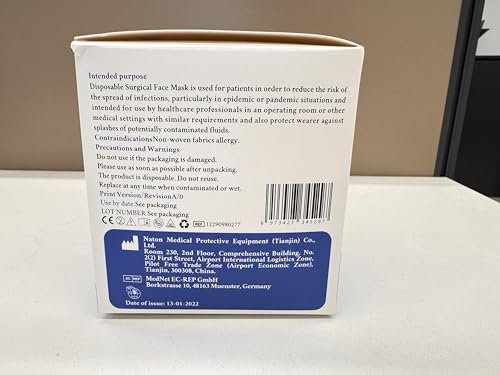 Intended purpose
Disposable Surgical Face Mask is used for patients in order to reduce the risk of
the spread of infections, particularly in epidemic or pandemic situations and
intended for use by healthcare professionals in an operating room or other
medical settings with similar requirements and also protect wearer against
splashes of potentially contaminated fluids.
ContraindicationsNon-woven fabrics allergy.
Precautions and Warnings
Do not use if the packaging is damaged.
Please use as soon as possible after unpacking.
The product is disposable. Do not reuse.
Replace at any time when contaminated or wet.
Print Version/RevisionA/0
Use by date:See packaging
LOT NUMBER See packaging
CE REF 12290980277
6 973427 345282
Naton Medical Protective Equipment (Tianjin) Co.,
Ltd.
Room 230, 2nd Floor, Comprehensive Building, No.
2(2) First Street, Airport International Logistics Zone,
Pilot Free Trade Zone (Airport Economic Zone),
Tianjin, 300308, China.
EC REP MedNet EC-REP GmbH
Borkstrasse 10, 48163 Muenster, Germany
Date of issue: 13-01-2022